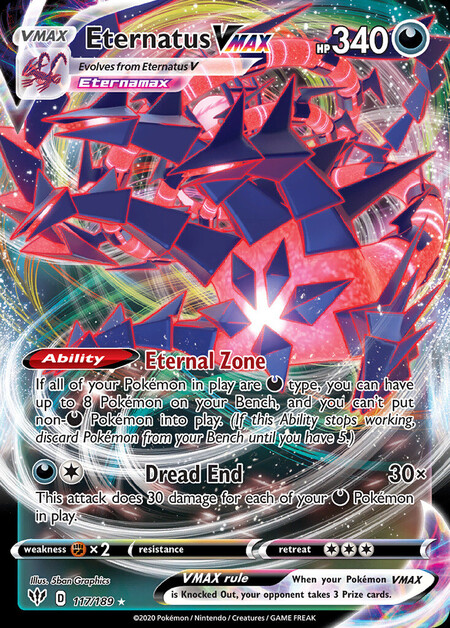 VMAX
Eternatus VMAX
HP 340
Evolves from Eternatus V
Eternamax
Ability Eternal Zone
If all of your Pokémon in play are type, you can have
up to 8 Pokémon on your Bench, and you can't put
non- Pokémon into play. (If this Ability stops working,
discard Pokémon from your Bench until you have 5.)
Dread End 30×
This attack does 30 damage for each of your Pokémon
in play.
weakness ×2 resistance retreat
Illus. 5ban Graphics
D 117/189 ★
VMAX rule When your Pokémon VMAX
is Knocked Out, your opponent takes 3 Prize cards.
©2020 Pokémon / Nintendo / Creatures / GAME FREAK